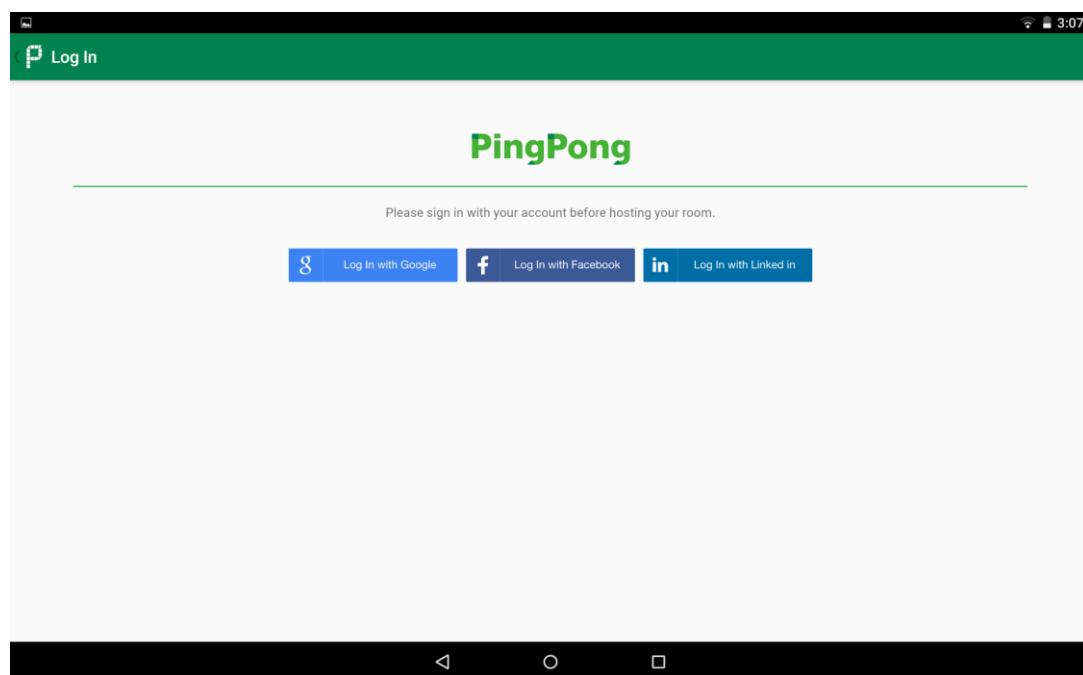 3:07
Log In
PingPong
Please sign in with your account before hosting your room.
Log In with Google
Log In with Facebook
in Log In with Linked in